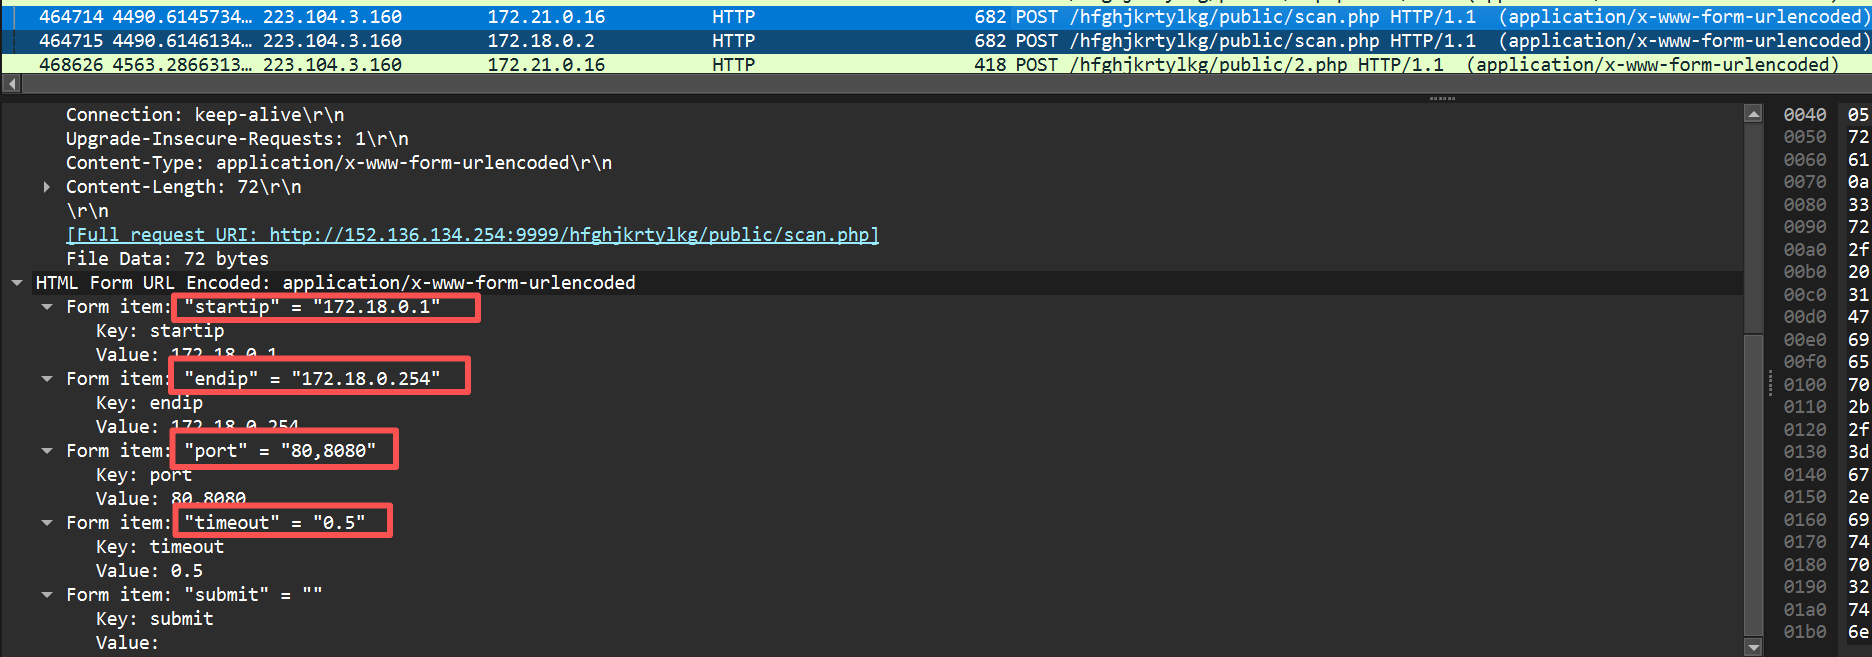 464714 4490.6145734… 223.104.3.160 172.21.0.16 HTTP 682 POST /hfghjkrtylkg/public/scan.php HTTP/1.1  (application/x-www-form-urlencoded)
464715 4490.6146134… 223.104.3.160 172.18.0.2 HTTP 682 POST /hfghjkrtylkg/public/scan.php HTTP/1.1  (application/x-www-form-urlencoded)
468626 4563.2866313… 223.104.3.160 172.21.0.16 HTTP 418 POST /hfghjkrtylkg/public/2.php HTTP/1.1  (application/x-www-form-urlencoded)
Connection: keep-alive\r\n
Upgrade-Insecure-Requests: 1\r\n
Content-Type: application/x-www-form-urlencoded\r\n
Content-Length: 72\r\n
\r\n
[Full request URI: http://152.136.134.254:9999/hfghjkrtylkg/public/scan.php]
File Data: 72 bytes
HTML Form URL Encoded: application/x-www-form-urlencoded
Form item: "startip" = "172.18.0.1"
Key: startip
Value: 172.18.0.1
Form item: "endip" = "172.18.0.254"
Key: endip
Value: 172.18.0.254
Form item: "port" = "80,8080"
Key: port
Value: 80,8080
Form item: "timeout" = "0.5"
Key: timeout
Value: 0.5
Form item: "submit" = ""
Key: submit
Value:
0040 05
0050 72
0060 61
0070 0a
0080 33
0090 72
00a0 2f
00b0 20
00c0 31
00d0 47
00e0 69
00f0 65
0100 70
0110 2b
0120 2f
0130 3d
0140 67
0150 2e
0160 69
0170 74
0180 70
0190 32
01a0 74
01b0 6e